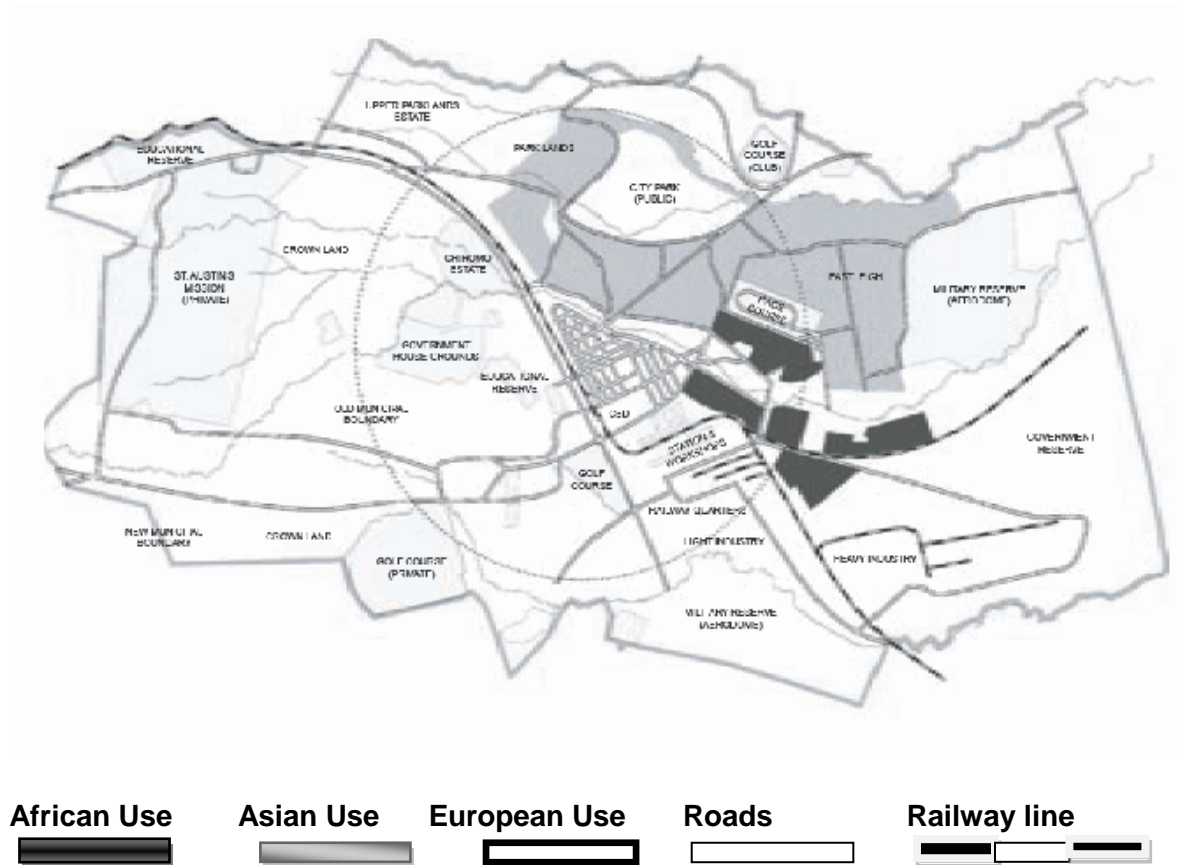 UPPER PARKLANDS
ESTATE
PARKLANDS
GOLF
COURSE
(CLUB)
EDUCATIONAL
RESERVE
CITY PARK
(PUBLIC)
CROWN LAND
CHIROMO
ESTATE
ST. AUSTINS
MISSION
(PRIVATE)
EAST LEIGH
MILITARY RESERVE
(AERODOME)
RACE
COURSE
GOVERNMENT
HOUSE GROUNDS
EDUCATIONAL
RESERVE
OLD MUNICIPAL
BOUNDARY
CBD
STATION &
WORKSHOPS
GOVERNMENT
RESERVE
GOLF
COURSE
RAILWAY QUARTERS
NEW MUNICIPAL
BOUNDARY
CROWN LAND
LIGHT INDUSTRY
HEAVY INDUSTRY
GOLF COURSE
(PRIVATE)
MILITARY RESERVE
(AERODOME)
African Use Asian Use European Use Roads Railway line